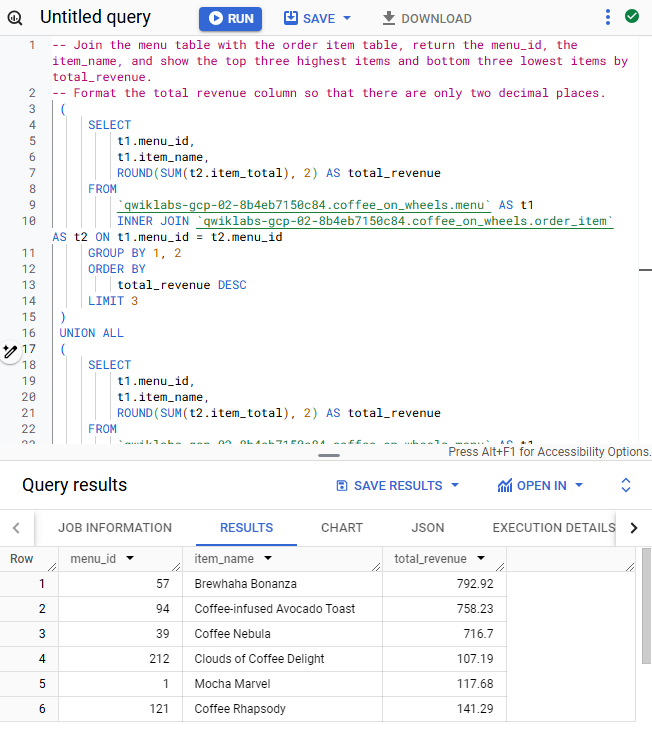 Untitled query RUN SAVE DOWNLOAD
1 -- Join the menu table with the order item table, return the menu_id, the
item_name, and show the top three highest items and bottom three lowest items by
total_revenue.
2 -- Format the total revenue column so that there are only two decimal places.
3 (
4 SELECT
5 t1.menu_id,
6 t1.item_name,
7 ROUND(SUM(t2.item_total), 2) AS total_revenue
8 FROM
9 `qwiklabs-gcp-02-8b4eb7150c84.coffee_on_wheels.menu` AS t1
10 INNER JOIN `qwiklabs-gcp-02-8b4eb7150c84.coffee_on_wheels.order_item`
AS t2 ON t1.menu_id = t2.menu_id
11 GROUP BY 1, 2
12 ORDER BY
13 total_revenue DESC
14 LIMIT 3
15 )
16 UNION ALL
17 (
18 SELECT
19 t1.menu_id,
20 t1.item_name,
21 ROUND(SUM(t2.item_total), 2) AS total_revenue
22 FROM
Press Alt+F1 for Accessibility Options.
Query results SAVE RESULTS OPEN IN
JOB INFORMATION RESULTS CHART JSON EXECUTION DETAILS
Row menu_id item_name total_revenue
1 57 Brewhaha Bonanza 792.92
2 94 Coffee-infused Avocado Toast 758.23
3 39 Coffee Nebula 716.7
4 212 Clouds of Coffee Delight 107.19
5 1 Mocha Marvel 117.68
6 121 Coffee Rhapsody 141.29